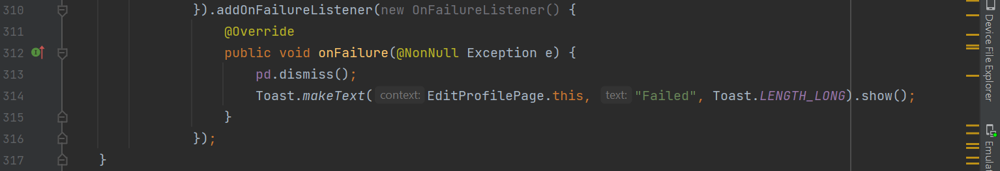 310 }).addOnFailureListener(new OnFailureListener() {
311 @Override
312 public void onFailure(@NonNull Exception e) {
313 pd.dismiss();
314 Toast.makeText( context: EditProfilePage.this, text: "Failed", Toast.LENGTH_LONG).show();
315 }
316 });
317 }
Device File Explorer